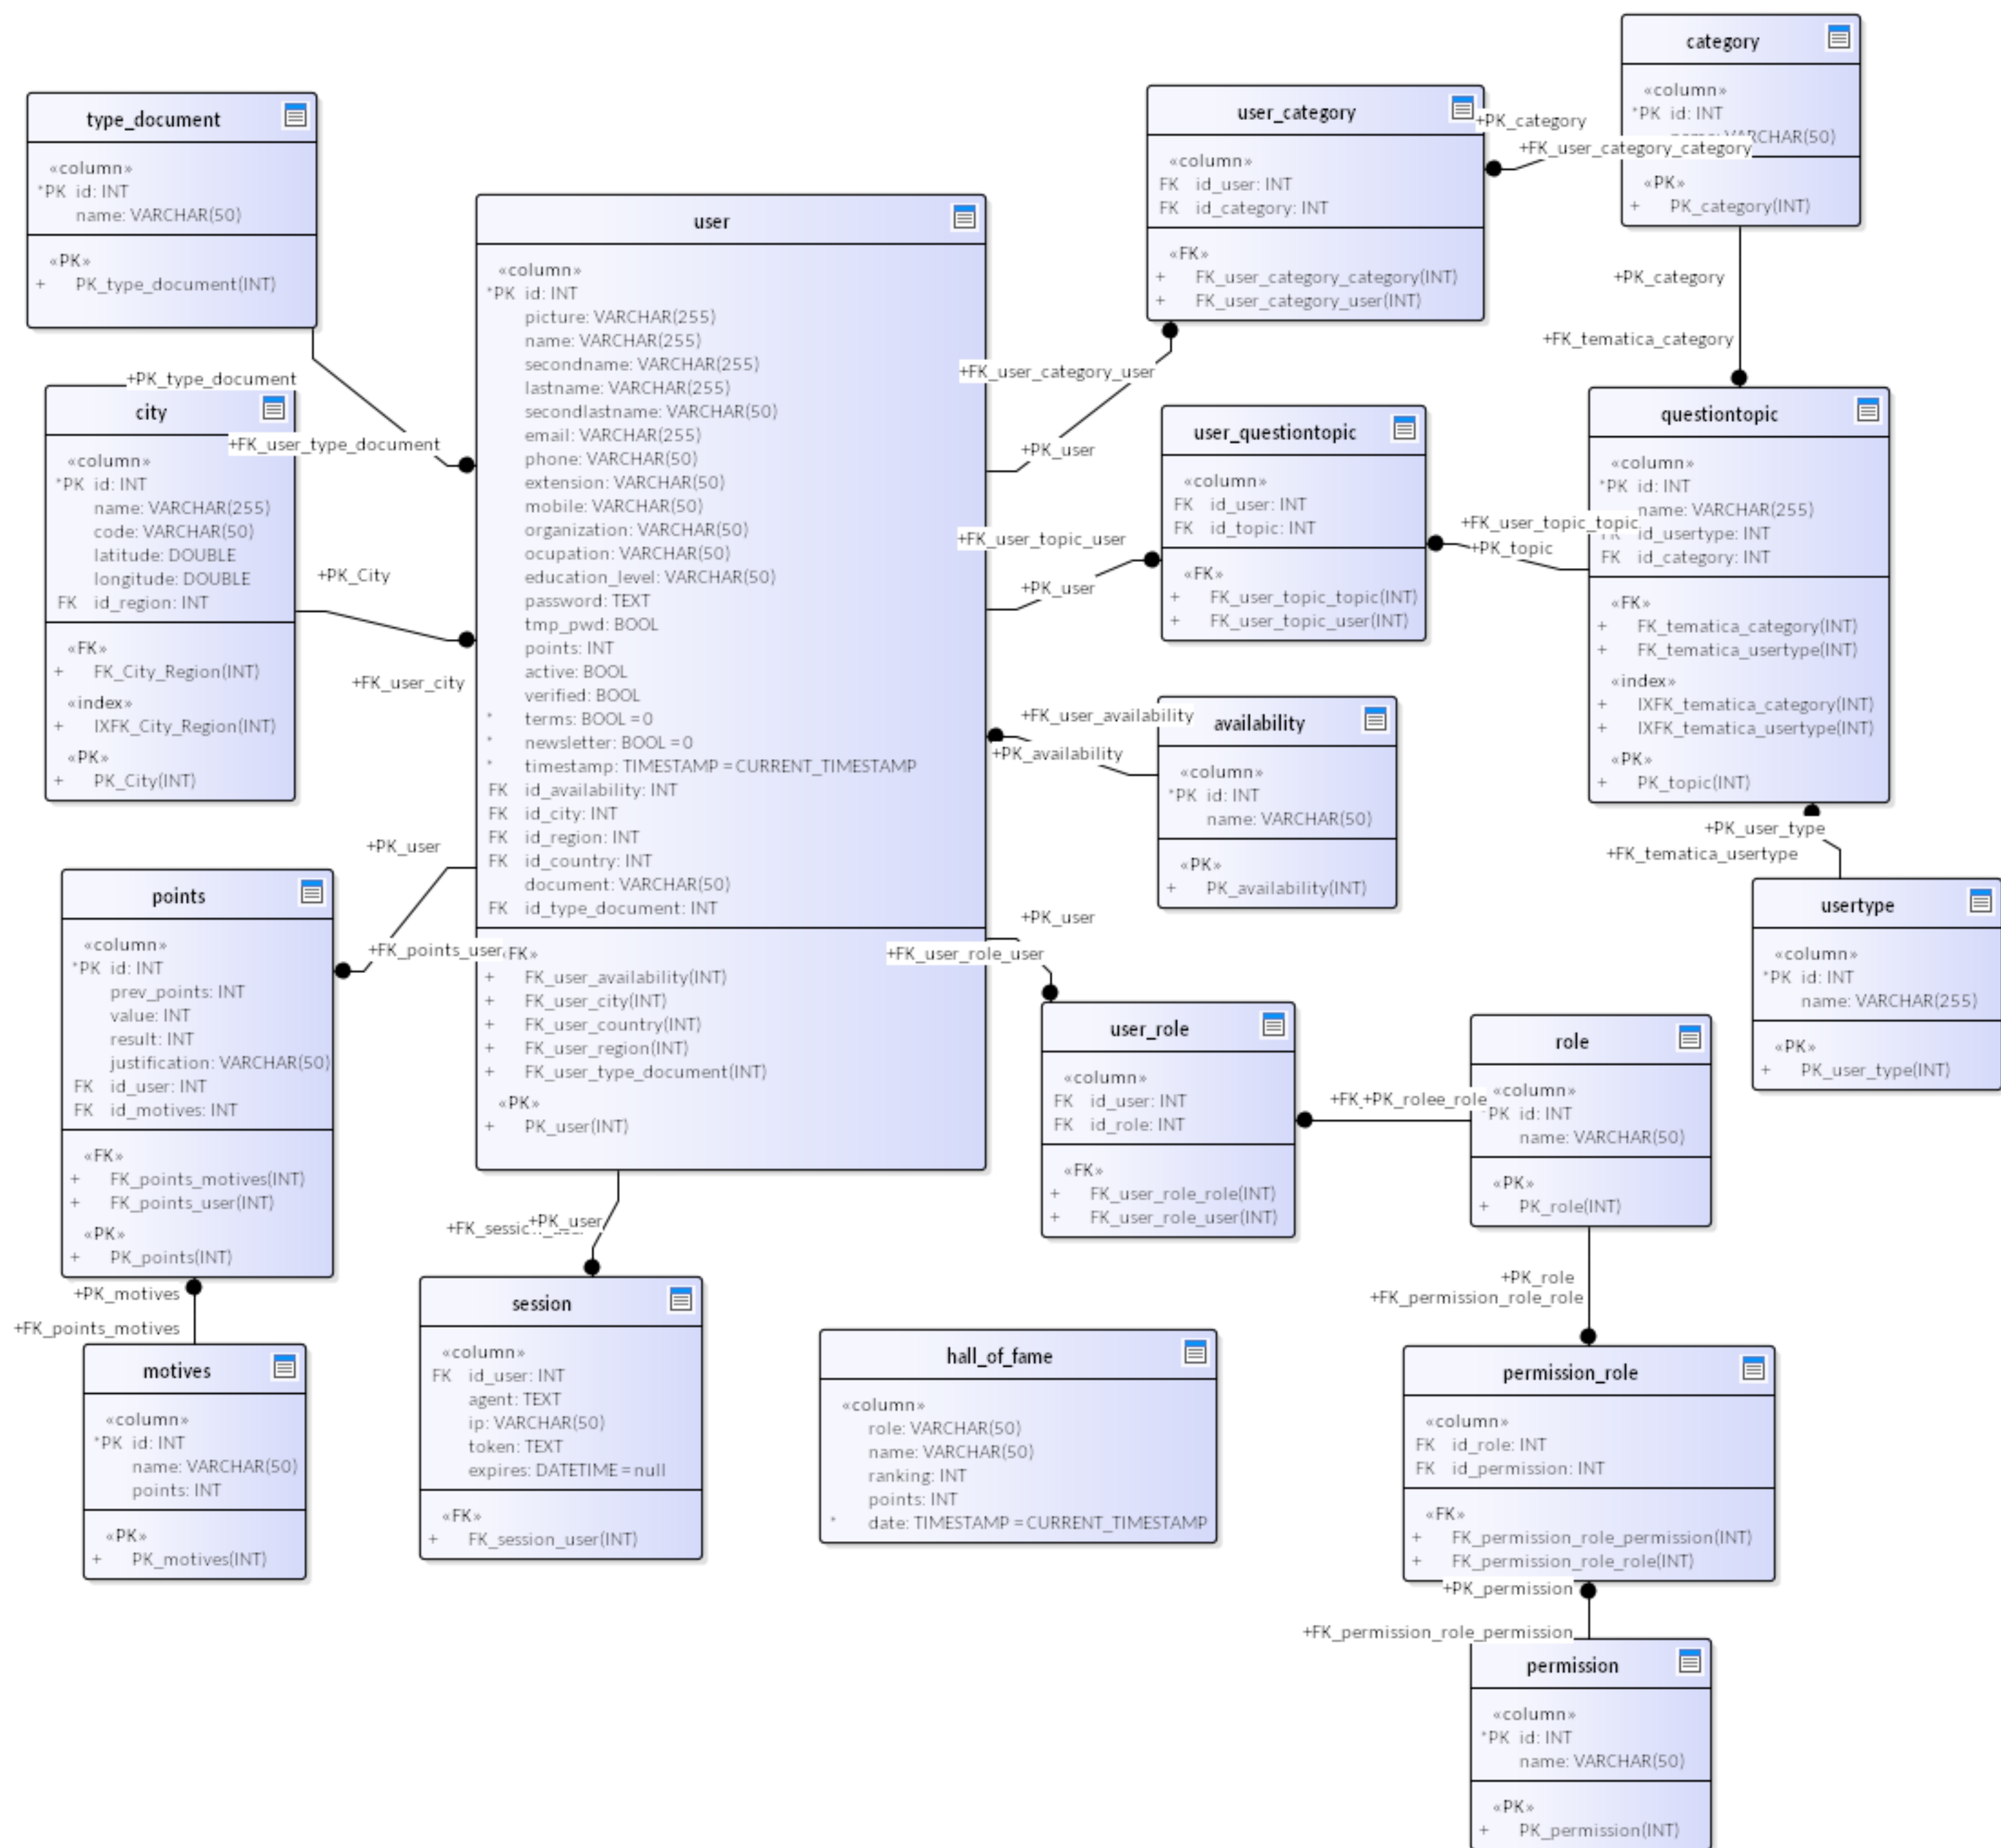 type_document
«column»
*PK id: INT
name: VARCHAR(50)
«PK»
+ PK_type_document(INT)
+PK_type_document
+FK_user_type_document
city
«column»
*PK id: INT
name: VARCHAR(255)
code: VARCHAR(50)
latitude: DOUBLE
longitude: DOUBLE
FK id_region: INT
«FK»
+ FK_City_Region(INT)
«index»
+ IXFK_City_Region(INT)
«PK»
+ PK_City(INT)
+PK_City
+FK_user_city
user
«column»
*PK id: INT
picture: VARCHAR(255)
name: VARCHAR(255)
secondname: VARCHAR(255)
lastname: VARCHAR(255)
secondlastname: VARCHAR(50)
email: VARCHAR(255)
phone: VARCHAR(50)
extension: VARCHAR(50)
mobile: VARCHAR(50)
organization: VARCHAR(50)
ocupation: VARCHAR(50)
education_level: VARCHAR(50)
password: TEXT
tmp_pwd: BOOL
points: INT
active: BOOL
verified: BOOL
* terms: BOOL = 0
* newsletter: BOOL = 0
* timestamp: TIMESTAMP = CURRENT_TIMESTAMP
FK id_availability: INT
FK id_city: INT
FK id_region: INT
FK id_country: INT
document: VARCHAR(50)
FK id_type_document: INT
«FK»
+ FK_user_availability(INT)
+ FK_user_city(INT)
+ FK_user_country(INT)
+ FK_user_region(INT)
+ FK_user_type_document(INT)
«PK»
+ PK_user(INT)
+PK_user
+FK_points_user
points
«column»
*PK id: INT
prev_points: INT
value: INT
result: INT
justification: VARCHAR(50)
FK id_user: INT
FK id_motives: INT
«FK»
+ FK_points_motives(INT)
+ FK_points_user(INT)
«PK»
+ PK_points(INT)
+PK_motives
+FK_points_motives
motives
«column»
*PK id: INT
name: VARCHAR(50)
points: INT
«PK»
+ PK_motives(INT)
+PK_user
session
«column»
FK id_user: INT
agent: TEXT
ip: VARCHAR(50)
token: TEXT
expires: DATETIME = null
«FK»
+ FK_session_user(INT)
hall_of_fame
«column»
role: VARCHAR(50)
name: VARCHAR(50)
ranking: INT
points: INT
* date: TIMESTAMP = CURRENT_TIMESTAMP
user_category
«column»
FK id_user: INT
FK id_category: INT
«FK»
+ FK_user_category_category(INT)
+ FK_user_category_user(INT)
+FK_user_category_user
+PK_user
+PK_category
+FK_user_category_category
category
«column»
*PK id: INT
VARCHAR(50)
«PK»
+ PK_category(INT)
+PK_category
+FK_tematica_category
user_questiontopic
«column»
FK id_user: INT
FK id_topic: INT
«FK»
+ FK_user_topic_topic(INT)
+ FK_user_topic_user(INT)
+FK_user_topic_user
+PK_user
+FK_user_topic_topic
+PK_topic
questiontopic
«column»
*PK id: INT
name: VARCHAR(255)
FK id_usertype: INT
FK id_category: INT
«FK»
+ FK_tematica_category(INT)
+ FK_tematica_usertype(INT)
«index»
+ IXFK_tematica_category(INT)
+ IXFK_tematica_usertype(INT)
«PK»
+ PK_topic(INT)
+PK_user_type
+FK_tematica_usertype
usertype
«column»
*PK id: INT
name: VARCHAR(255)
«PK»
+ PK_user_type(INT)
+FK_user_availability
+PK_availability
availability
«column»
*PK id: INT
name: VARCHAR(50)
«PK»
+ PK_availability(INT)
+PK_user
+FK_user_role_user
user_role
«column»
FK id_user: INT
FK id_role: INT
«FK»
+ FK_user_role_role(INT)
+ FK_user_role_user(INT)
role
«column»
PK id: INT
name: VARCHAR(50)
«PK»
+ PK_role(INT)
+PK_role
+FK_permission_role_role
permission_role
«column»
FK id_role: INT
FK id_permission: INT
«FK»
+ FK_permission_role_permission(INT)
+ FK_permission_role_role(INT)
+PK_permission
+FK_permission_role_permission
permission
«column»
*PK id: INT
name: VARCHAR(50)
«PK»
+ PK_permission(INT)